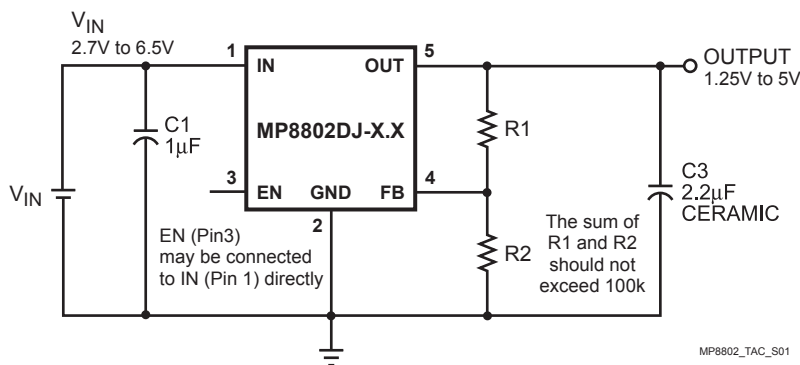 VIN
2.7V to 6.5V
1
IN
OUT
5
OUTPUT
1.25V to 5V
MP8802DJ-X.X
C1
1μF
R1
VIN
3
EN
GND
FB
4
2
C3
2.2μF
CERAMIC
EN (Pin3)
may be connected
to IN (Pin 1) directly
R2
The sum of
R1 and R2
should not
exceed 100k
MP8802_TAC_S01